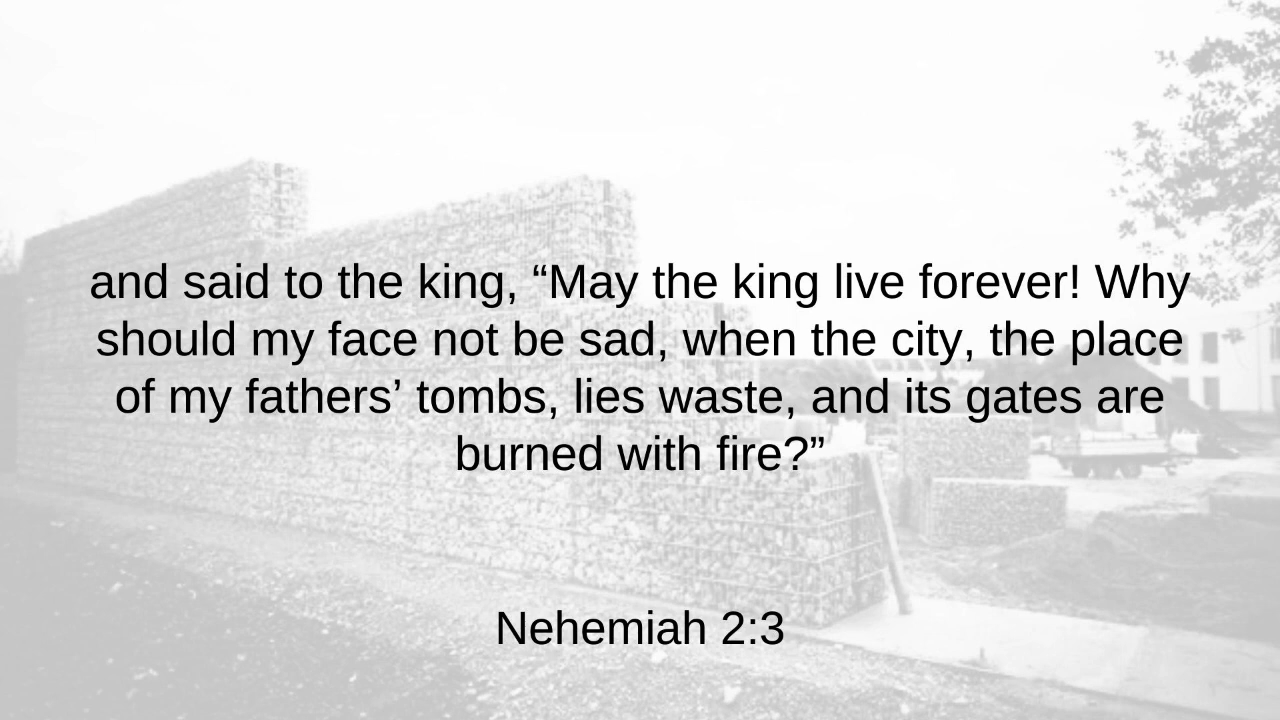 and said to the king, “May the king live forever! Why
should my face not be sad, when the city, the place
of my fathers’ tombs, lies waste, and its gates are
burned with fire?”
Nehemiah 2:3